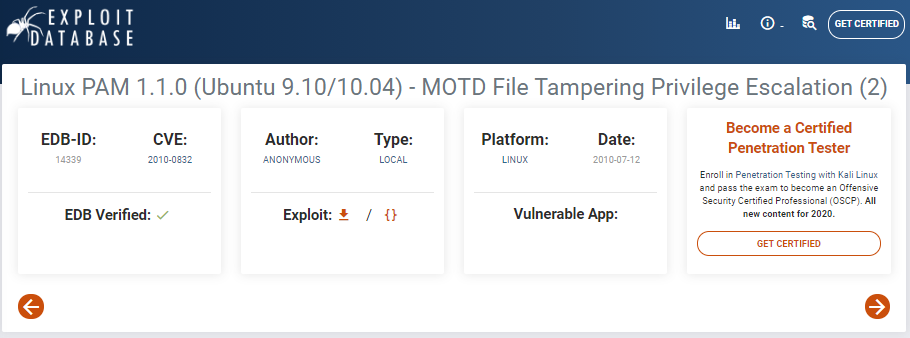 EXPLOIT
DATABASE
GET CERTIFIED
Linux PAM 1.1.0 (Ubuntu 9.10/10.04) - MOTD File Tampering Privilege Escalation (2)
EDB-ID:
14339
CVE:
2010-0832
EDB Verified:
Author:
ANONYMOUS
Type:
LOCAL
Exploit: / {}
Platform:
LINUX
Date:
2010-07-12
Vulnerable App:
Become a Certified
Penetration Tester
Enroll in Penetration Testing with Kali Linux
and pass the exam to become an Offensive
Security Certified Professional (OSCP). All
new content for 2020.
GET CERTIFIED